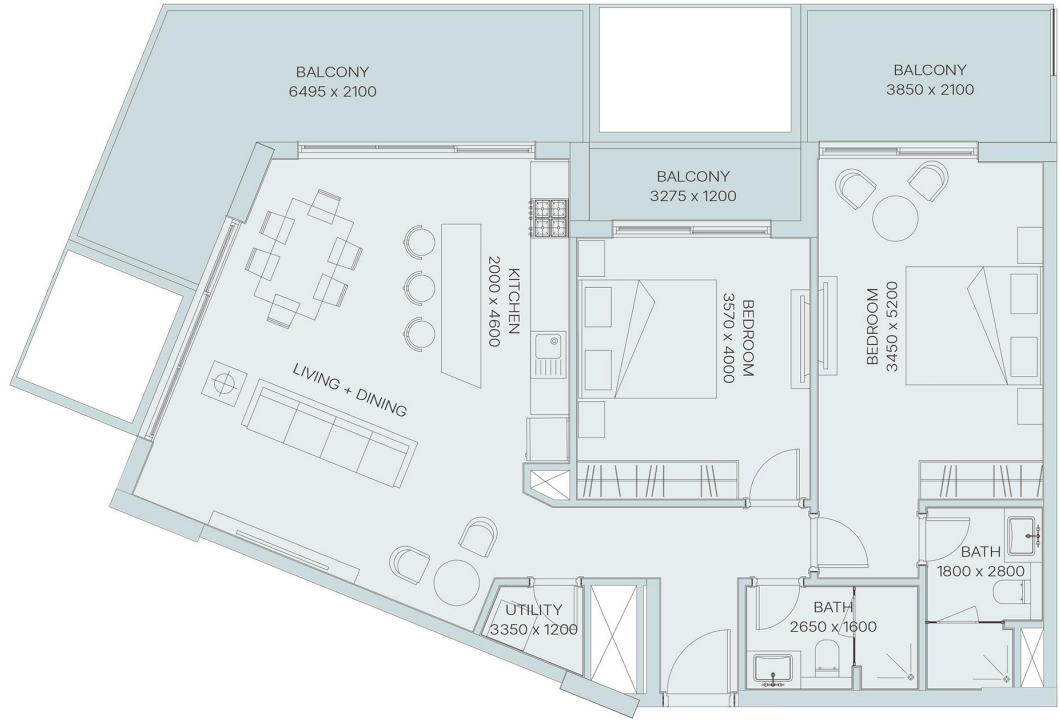 BALCONY
6495 x 2100
BALCONY
3850 x 2100
BALCONY
3275 x 1200
KITCHEN
2000 x 4600
BEDROOM
3570 x 4000
BEDROOM
3450 x 5200
LIVING + DINING
BATH
1800 x 2800
UTILITY
3350 x 1200
BATH
2650 x 1600